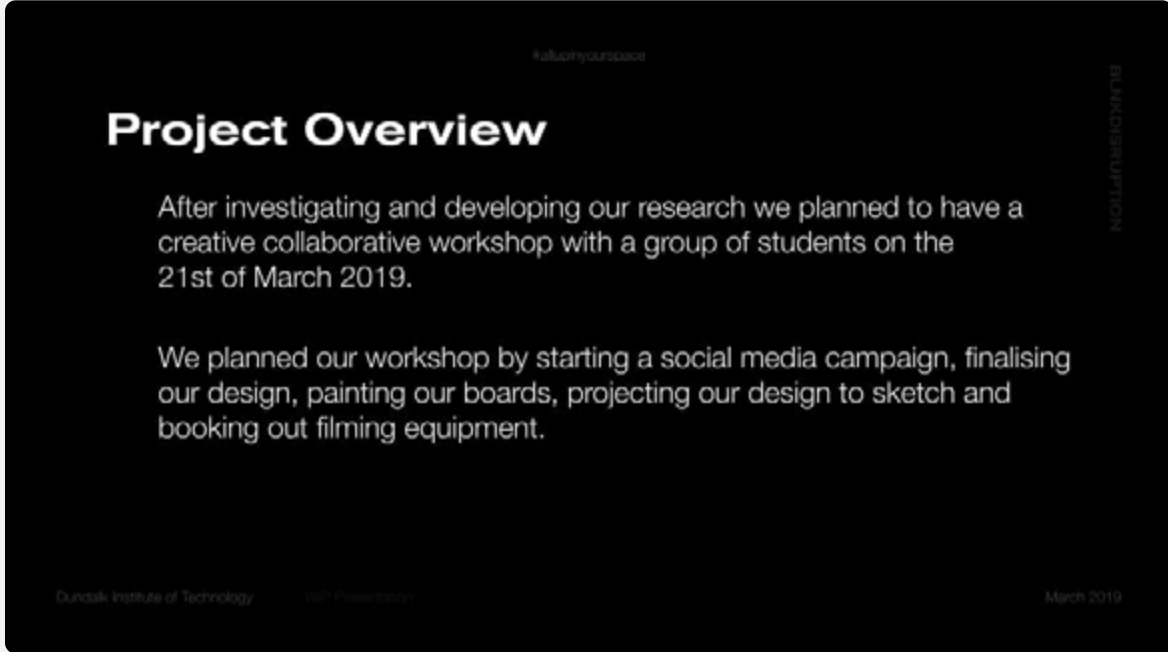 #allupinyourspace
BLNKDISRUPTION
Project Overview
After investigating and developing our research we planned to have a
creative collaborative workshop with a group of students on the
21st of March 2019.
We planned our workshop by starting a social media campaign, finalising
our design, painting our boards, projecting our design to sketch and
booking out filming equipment.
Dundalk Institute of Technology
WIP Presentation
March 2019